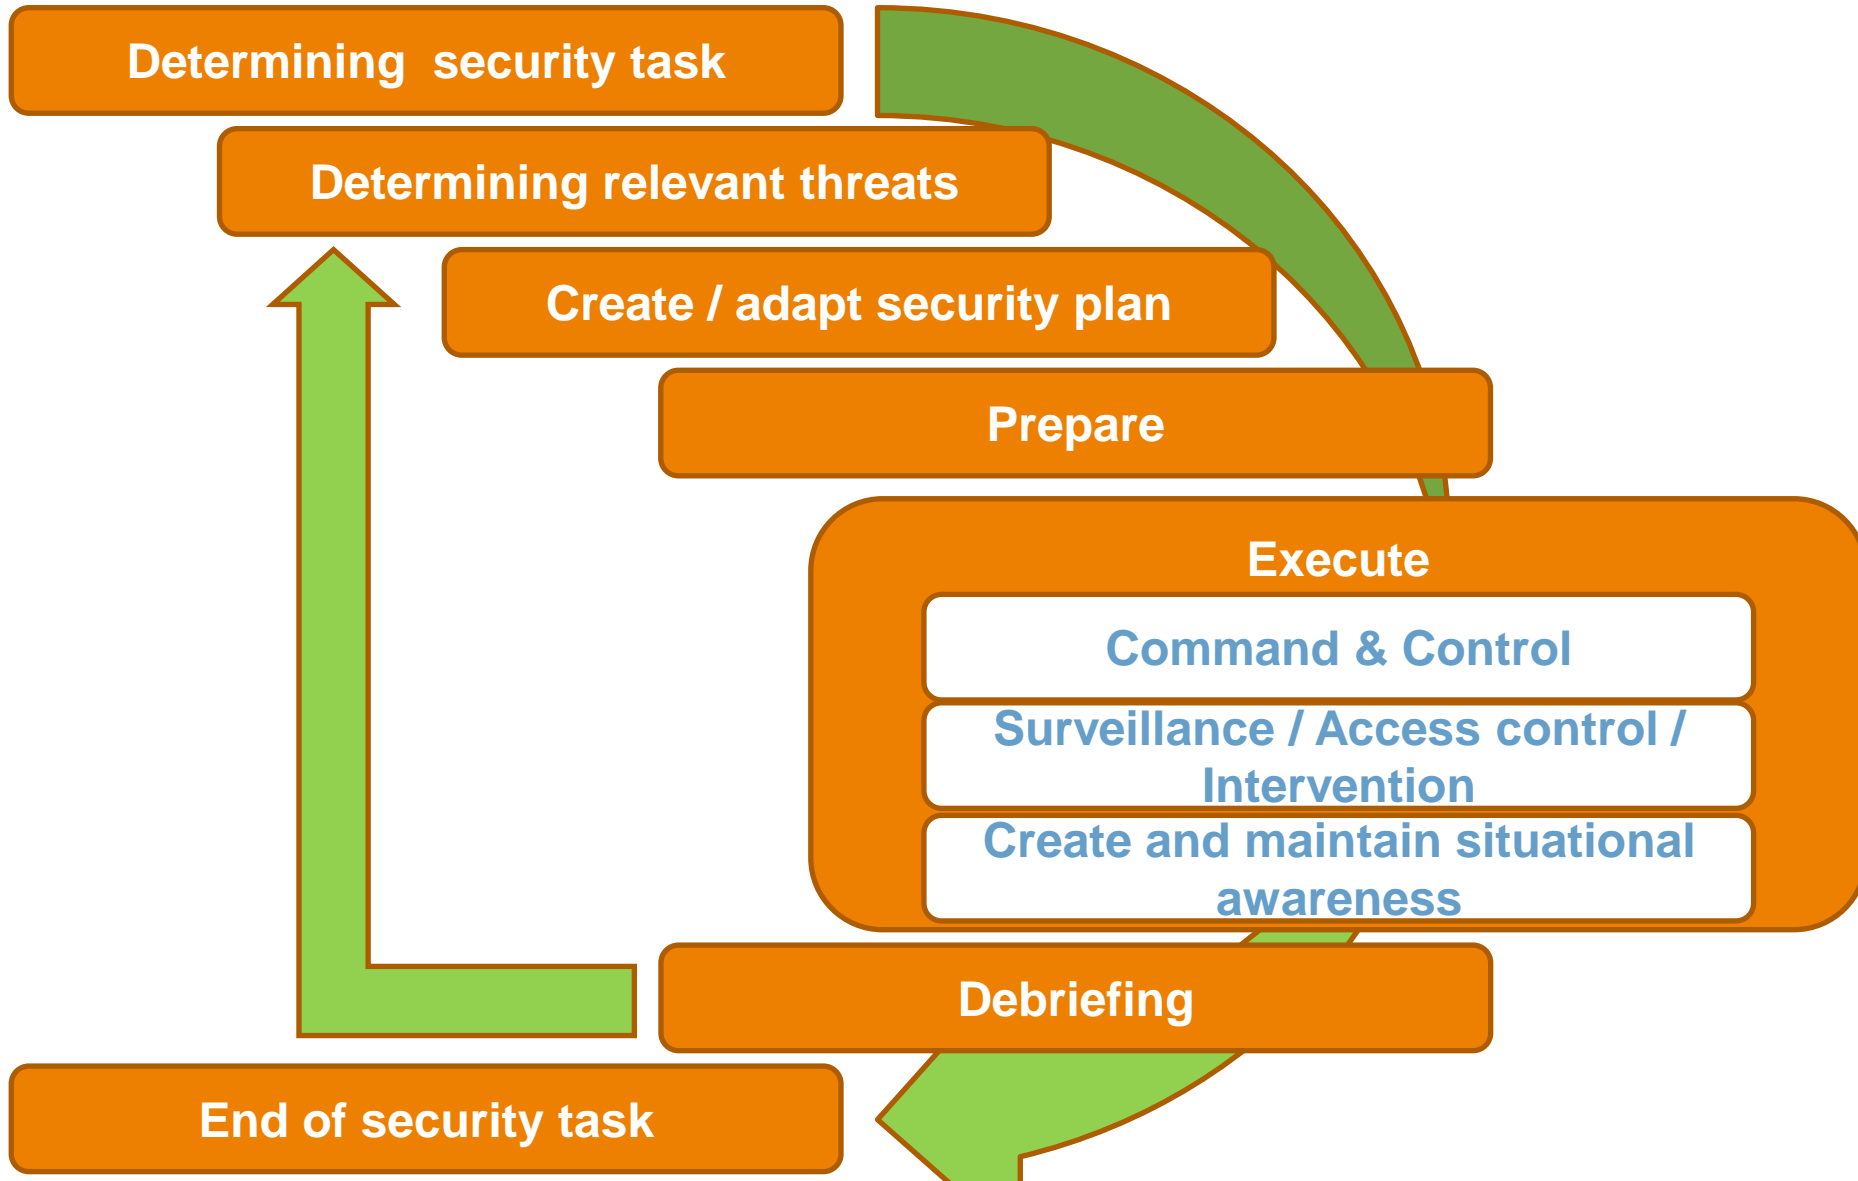 Determining security task
Determining relevant threats
Create / adapt security plan
Prepare
Execute
Command & Control
Surveillance / Access control /
Intervention
Create and maintain situational
awareness
Debriefing
End of security task